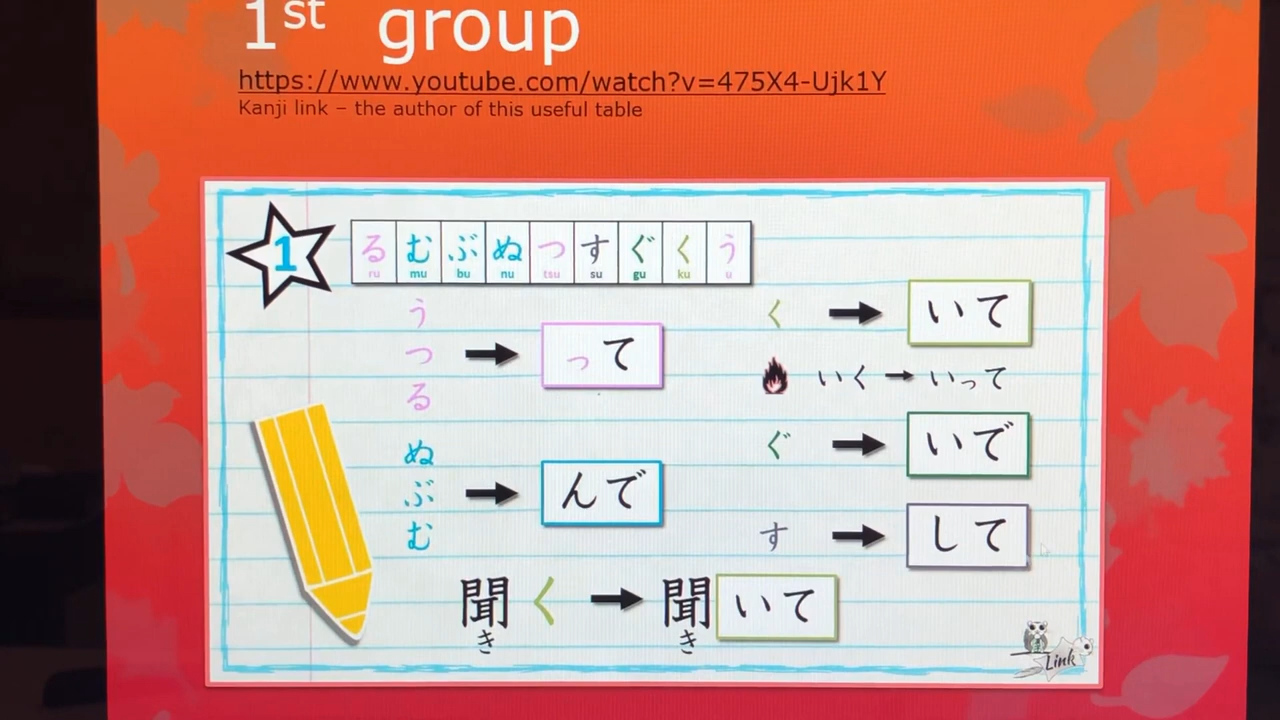 1st group
https://www.youtube.com/watch?v=475X4-Ujk1Y
Kanji link – the author of this useful table
1
る む ぶ ぬ つ す ぐ く う
ru mu bu nu tsu su gu ku u
う
つ → って
る
ぬ
ぶ → んで
む
く → いて
いく → いって
ぐ → いで
す → して
聞く → 聞いて
き き
Link